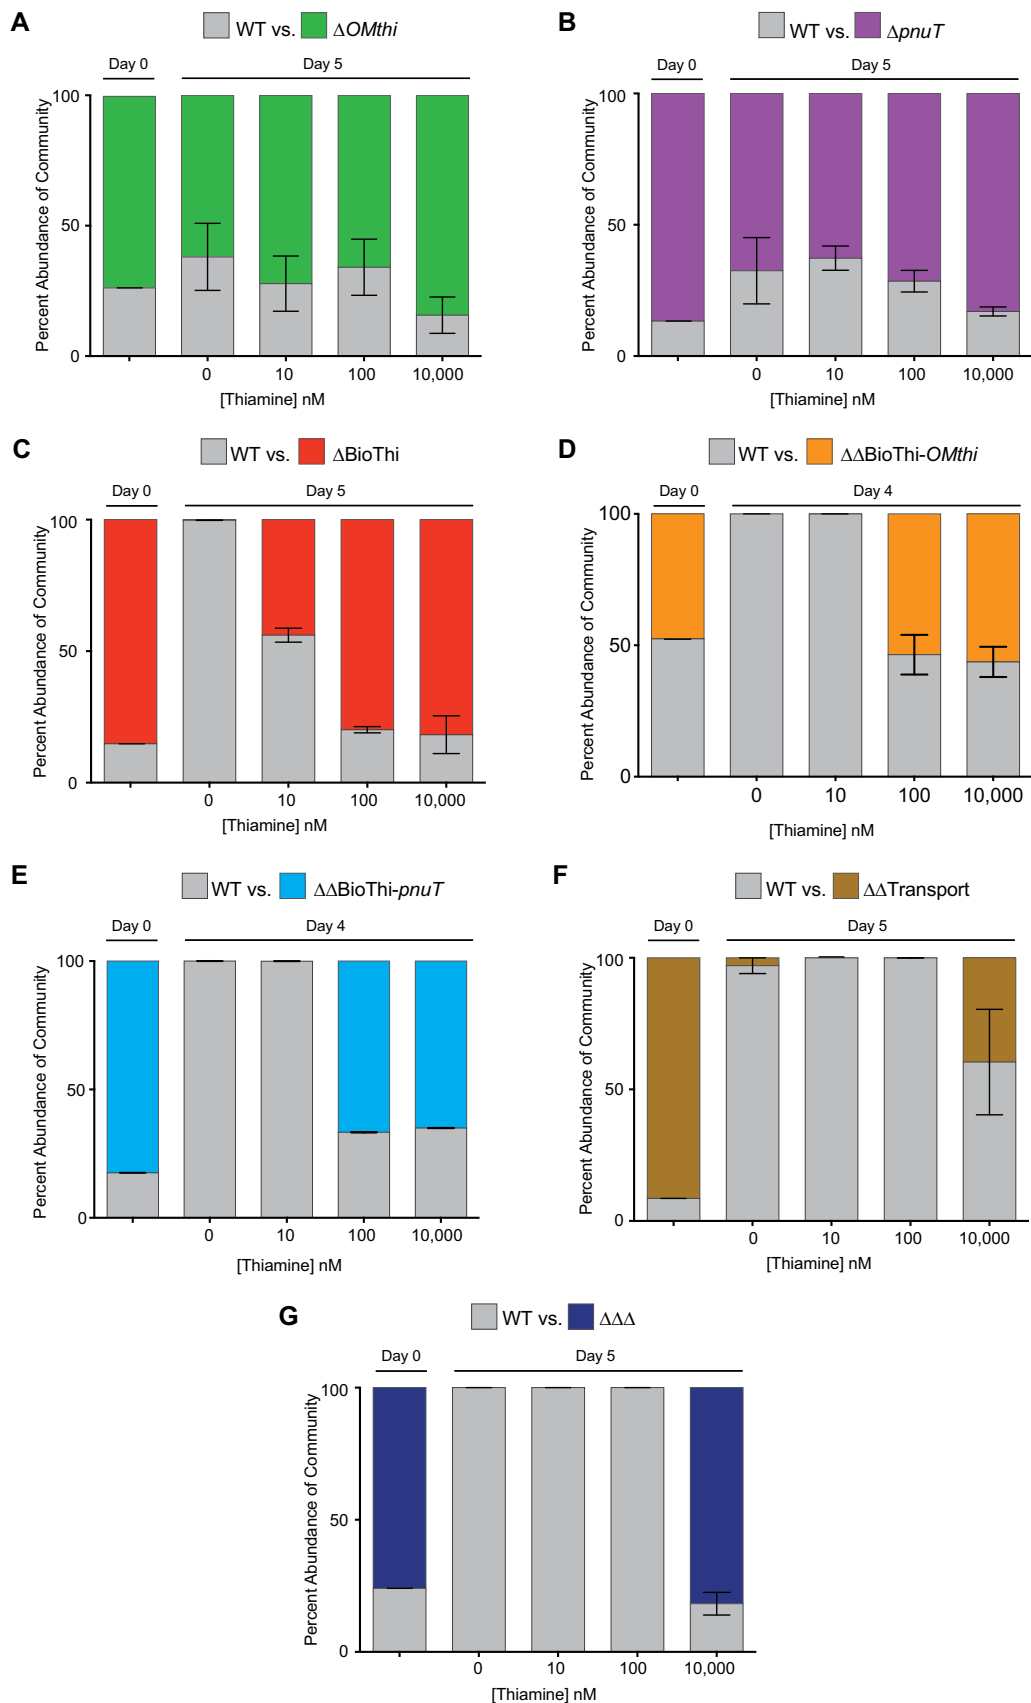 A
WT vs. ΔOMthi
Day 0
Day 5
Percent Abundance of Community
100
50
0
0
10
100
10,000
[Thiamine] nM
B
WT vs. ΔpnuT
Day 0
Day 5
Percent Abundance of Community
100
50
0
0
10
100
10,000
[Thiamine] nM
C
WT vs. ΔBioThi
Day 0
Day 5
Percent Abundance of Community
100
50
0
0
10
100
10,000
[Thiamine] nM
D
WT vs. ΔΔBioThi-OMthi
Day 0
Day 4
Percent Abundance of Community
100
50
0
0
10
100
10,000
[Thiamine] nM
E
WT vs. ΔΔBioThi-pnuT
Day 0
Day 4
Percent Abundance of Community
100
50
0
0
10
100
10,000
[Thiamine] nM
F
WT vs. ΔΔTransport
Day 0
Day 5
Percent Abundance of Community
100
50
0
0
10
100
10,000
[Thiamine] nM
G
WT vs. ΔΔΔ
Day 0
Day 5
Percent Abundance of Community
100
50
0
0
10
100
10,000
[Thiamine] nM